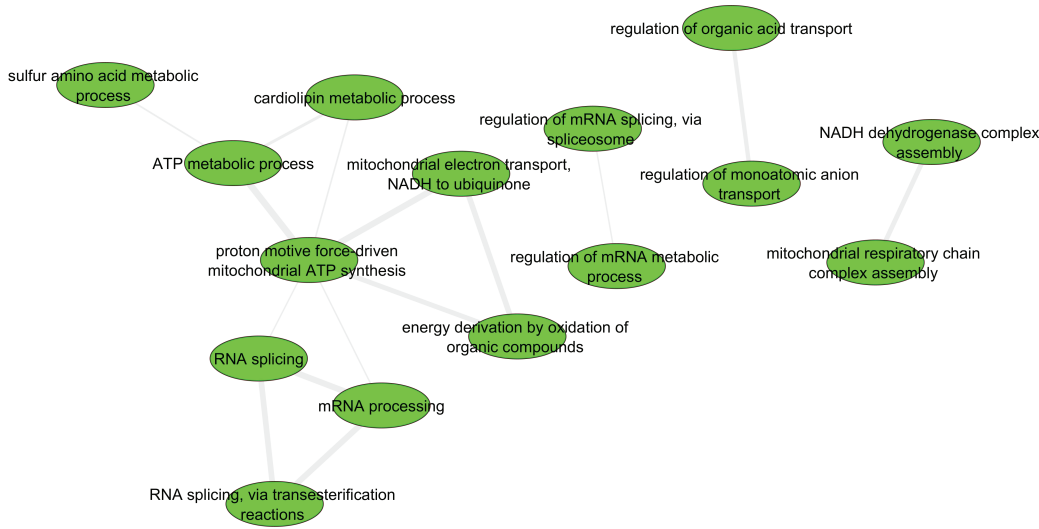 regulation of organic acid transport
sulfur amino acid metabolic
process
cardiolipin metabolic process
regulation of mRNA splicing, via
spliceosome
NADH dehydrogenase complex
assembly
ATP metabolic process
mitochondrial electron transport,
NADH to ubiquinone
regulation of monoatomic anion
transport
proton motive force-driven
mitochondrial ATP synthesis
regulation of mRNA metabolic
process
mitochondrial respiratory chain
complex assembly
energy derivation by oxidation of
organic compounds
RNA splicing
mRNA processing
RNA splicing, via transesterification
reactions